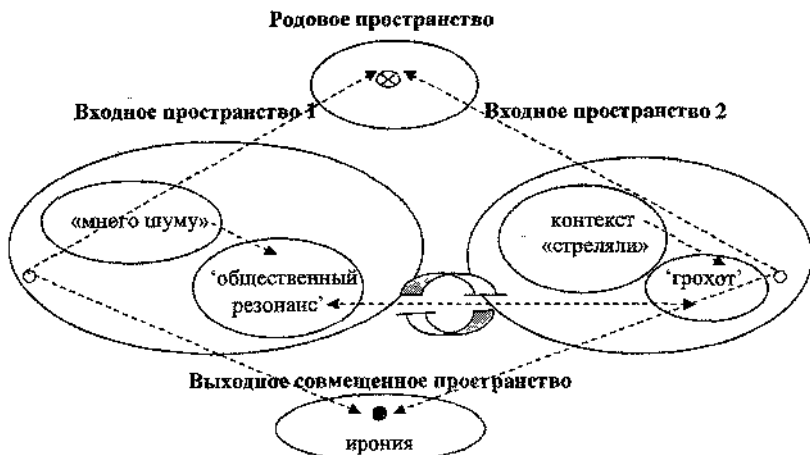 Родовое пространство
Входное пространство 1
Входное пространство 2
«много шуму»
‘общественный
резонанс’
контекст
«стреляли»
‘грохот’
Выходное совмещенное пространство
ирония